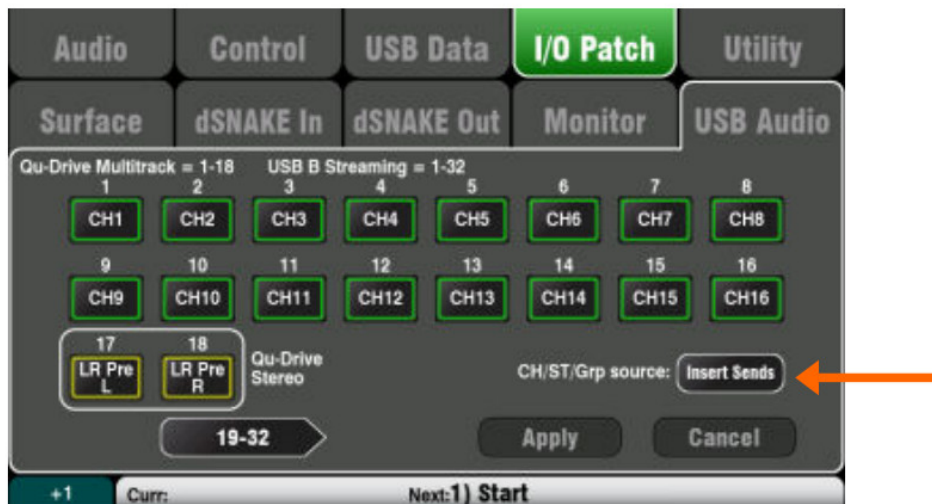 Audio Control USB Data I/O Patch Utility
Surface dSNAKE In dSNAKE Out Monitor USB Audio
Qu-Drive Multitrack = 1-18 USB B Streaming = 1-32
1 2 3 4 5 6 7 8
CH1 CH2 CH3 CH4 CH5 CH6 CH7 CH8
9 10 11 12 13 14 15 16
CH9 CH10 CH11 CH12 CH13 CH14 CH15 CH16
17 18
LR Pre L LR Pre R Qu-Drive Stereo CH/ST/Grp source: Insert Sends
19-32 Apply Cancel
+1 Curr: Next:1) Start